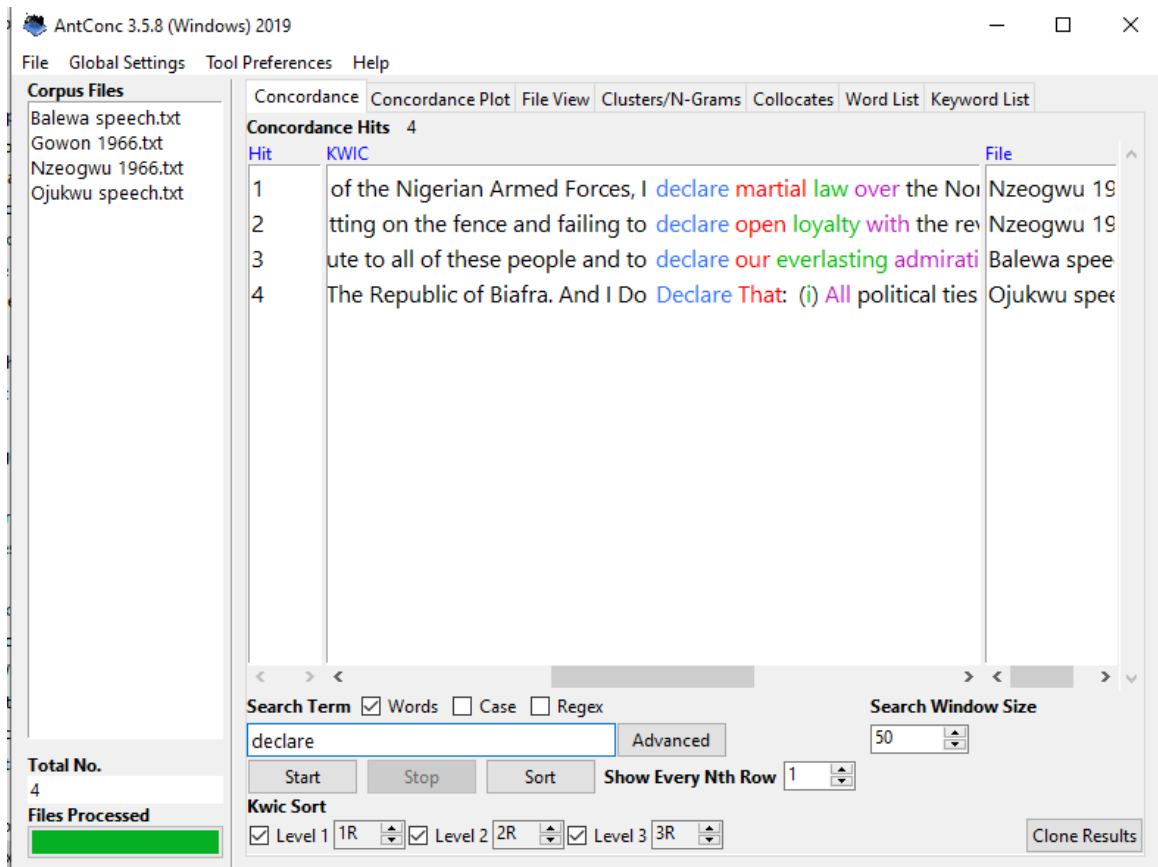 AntConc 3.5.8 (Windows) 2019
File Global Settings Tool Preferences Help
Corpus Files
Balewa speech.txt
Gowon 1966.txt
Nzeogwu 1966.txt
Ojukwu speech.txt
Concordance Concordance Plot File View Clusters/N-Grams Collocates Word List Keyword List
Concordance Hits 4
Hit KWIC File
1 of the Nigerian Armed Forces, I declare martial law over the Nor Nzeogwu 19
2 tting on the fence and failing to declare open loyalty with the rev Nzeogwu 19
3 ute to all of these people and to declare our everlasting admirati Balewa spee
4 The Republic of Biafra. And I Do Declare That: (i) All political ties Ojukwu spee
Search Term Words Case Regex Search Window Size
declare Advanced 50
Total No.
4
Start Stop Sort Show Every Nth Row 1
Files Processed
Kwic Sort
Level 1 1R Level 2 2R Level 3 3R Clone Results